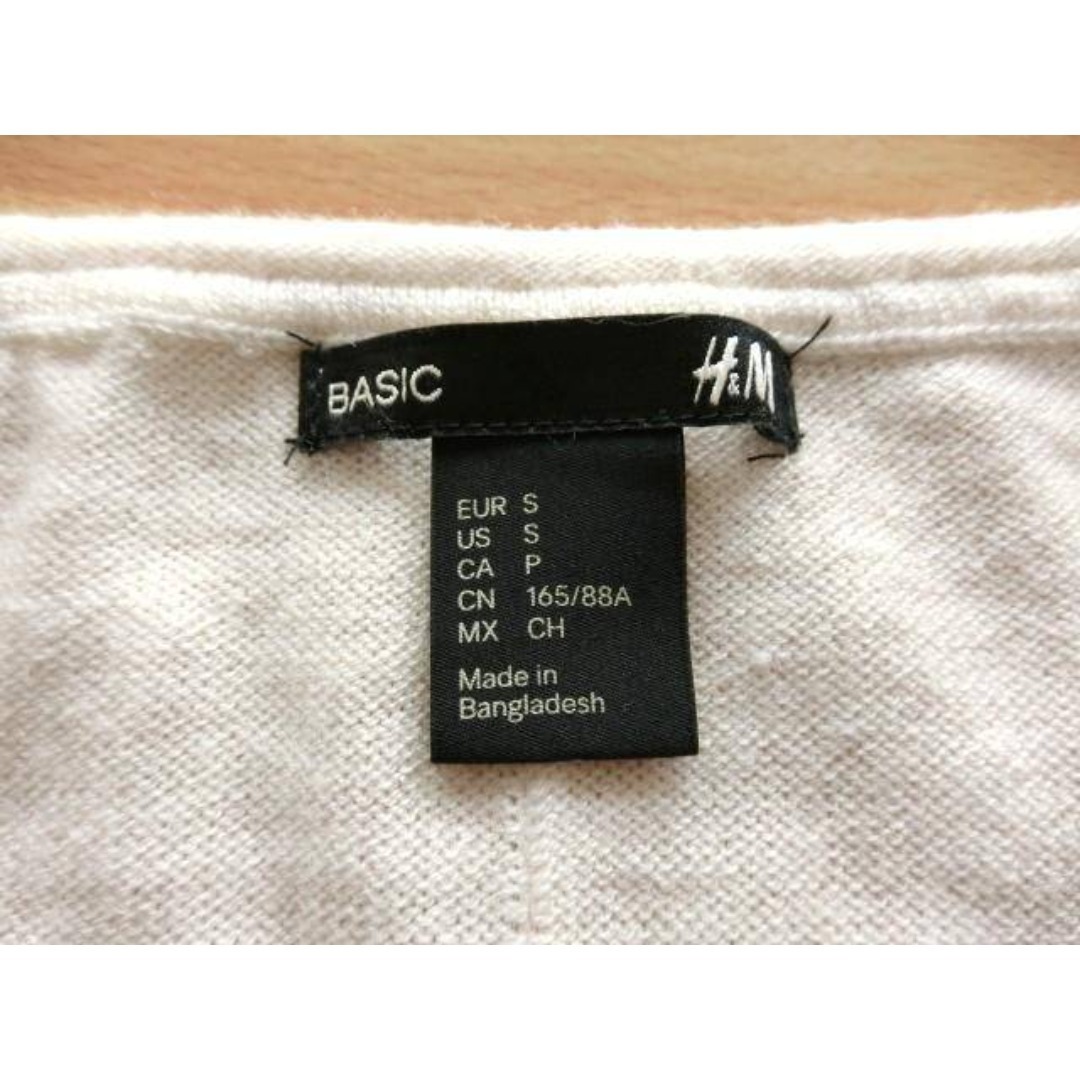 BASIC H&M
EUR S
US S
CA P
CN 165/88A
MX CH
Made in
Bangladesh